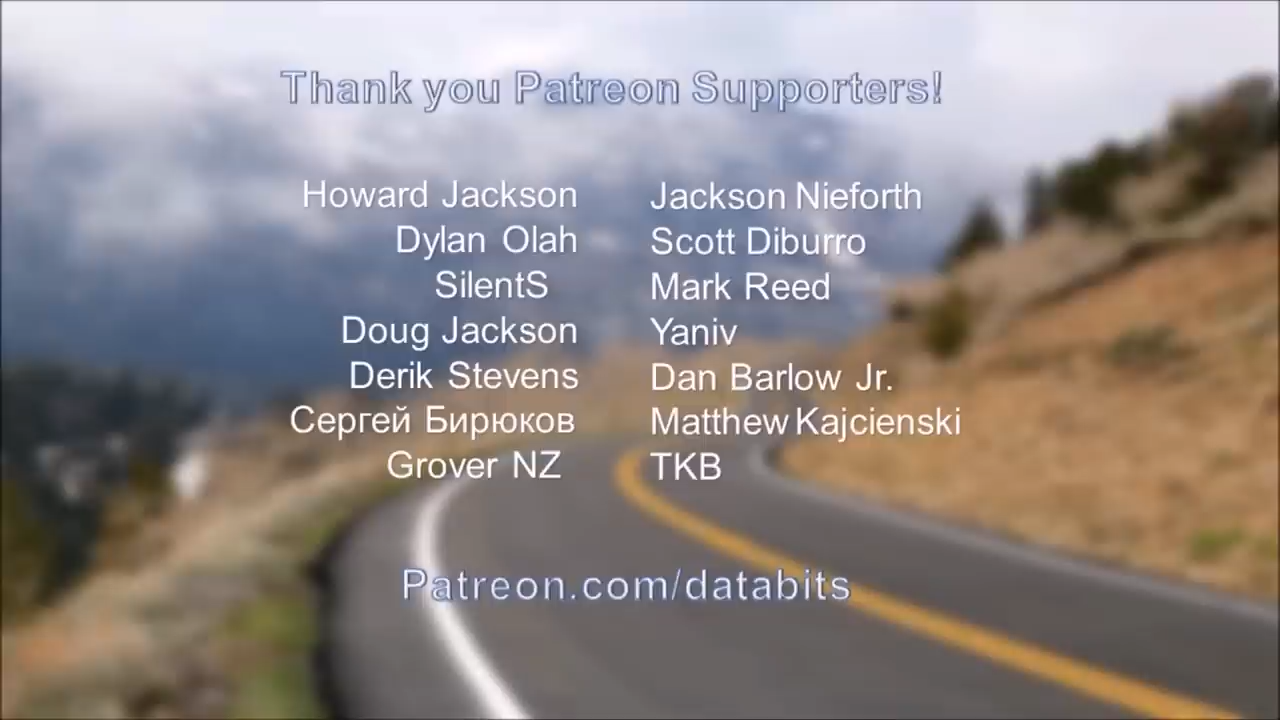 Thank you Patreon Supporters!
Howard Jackson
Dylan Olah
SilentS
Doug Jackson
Derik Stevens
Сергей Бирюков
Grover NZ
Jackson Nieforth
Scott Diburro
Mark Reed
Yaniv
Dan Barlow Jr.
Matthew Kajcienski
TKB
Patreon.com/databits